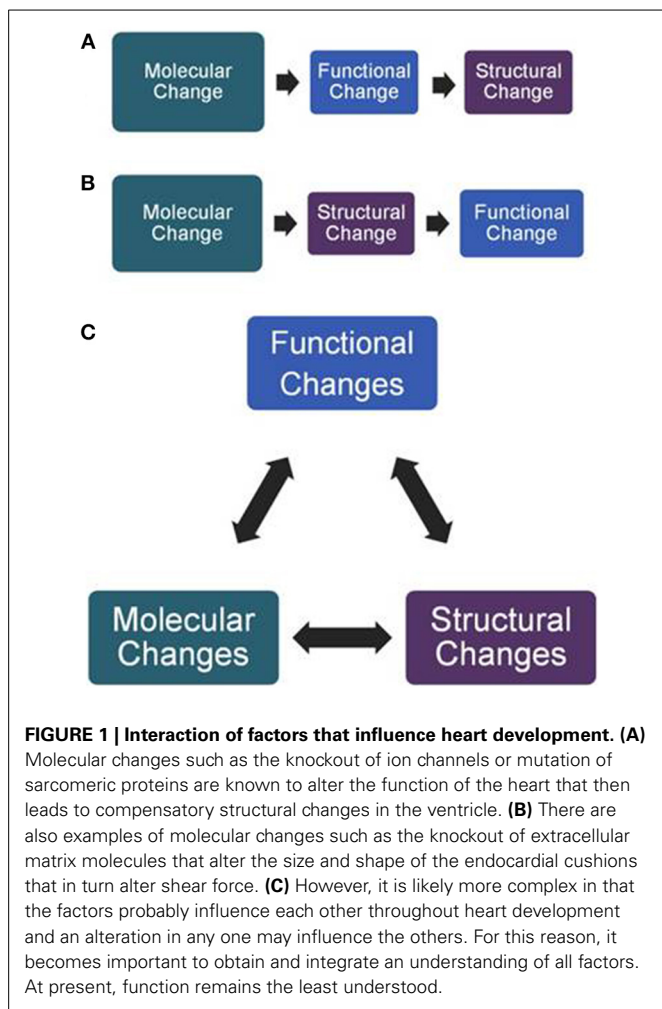 A
Molecular Change
Functional Change
Structural Change
B
Molecular Change
Structural Change
Functional Change
C
Functional Changes
Molecular Changes
Structural Changes
FIGURE 1 | Interaction of factors that influence heart development. (A)
Molecular changes such as the knockout of ion channels or mutation of
sarcomeric proteins are known to alter the function of the heart that then
leads to compensatory structural changes in the ventricle. (B) There are
also examples of molecular changes such as the knockout of extracellular
matrix molecules that alter the size and shape of the endocardial cushions
that in turn alter shear force. (C) However, it is likely more complex in that
the factors probably influence each other throughout heart development
and an alteration in any one may influence the others. For this reason, it
becomes important to obtain and integrate an understanding of all factors.
At present, function remains the least understood.